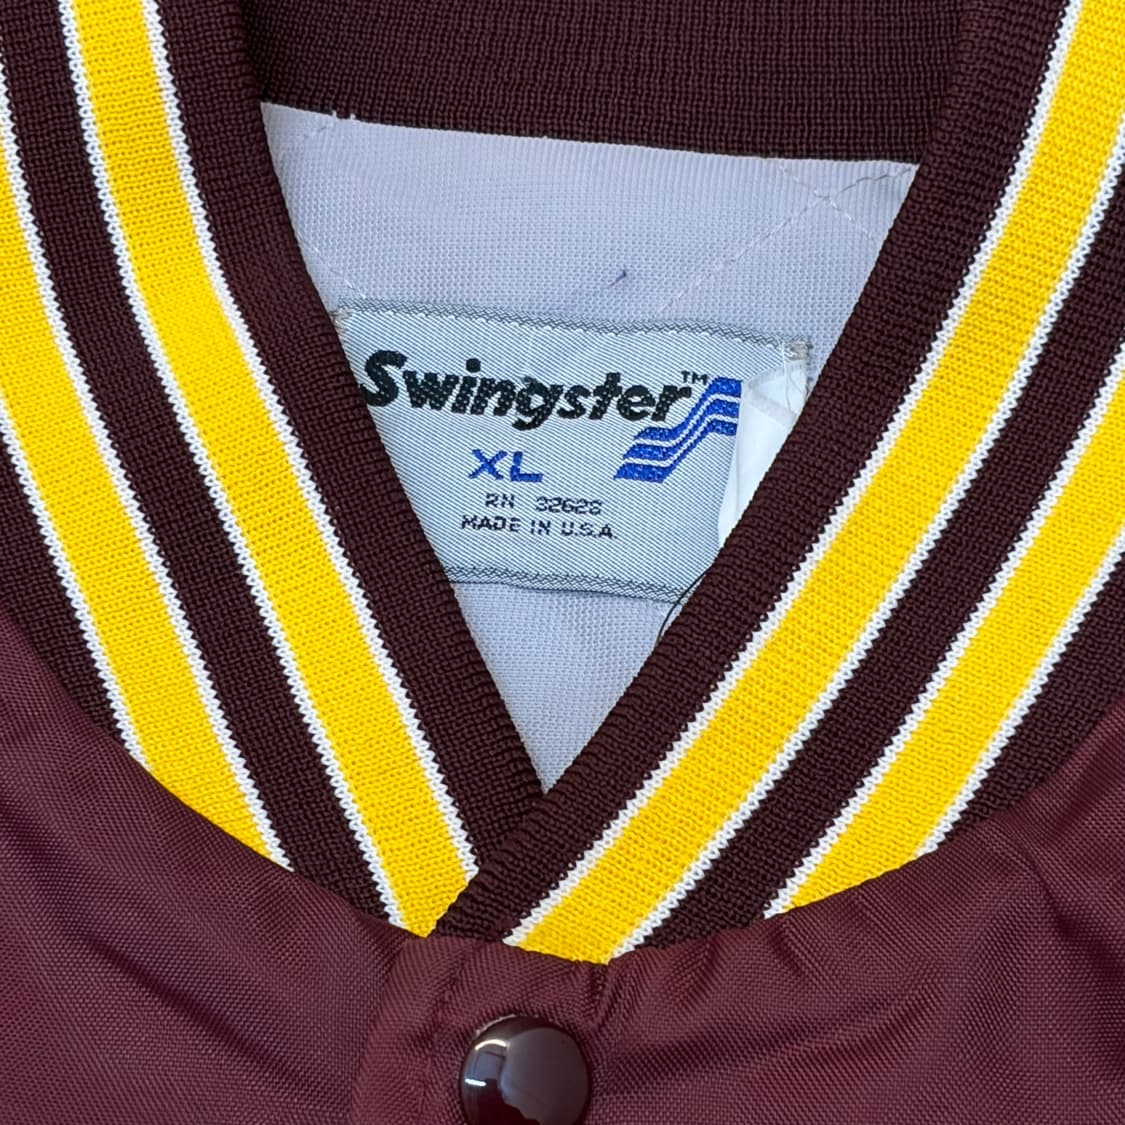 Swingster™
XL
RN 32628
MADE IN U.S.A.